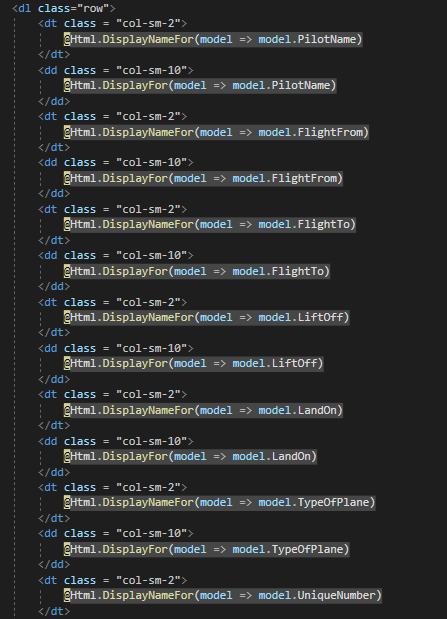 <dl class="row">
<dt class = "col-sm-2">
@Html.DisplayNameFor(model => model.PilotName)
</dt>
<dd class = "col-sm-10">
@Html.DisplayFor(model => model.PilotName)
</dd>
<dt class = "col-sm-2">
@Html.DisplayNameFor(model => model.FlightFrom)
</dt>
<dd class = "col-sm-10">
@Html.DisplayFor(model => model.FlightFrom)
</dd>
<dt class = "col-sm-2">
@Html.DisplayNameFor(model => model.FlightTo)
</dt>
<dd class = "col-sm-10">
@Html.DisplayFor(model => model.FlightTo)
</dd>
<dt class = "col-sm-2">
@Html.DisplayNameFor(model => model.LiftOff)
</dt>
<dd class = "col-sm-10">
@Html.DisplayFor(model => model.LiftOff)
</dd>
<dt class = "col-sm-2">
@Html.DisplayNameFor(model => model.LandOn)
</dt>
<dd class = "col-sm-10">
@Html.DisplayFor(model => model.LandOn)
</dd>
<dt class = "col-sm-2">
@Html.DisplayNameFor(model => model.TypeOfPlane)
</dt>
<dd class = "col-sm-10">
@Html.DisplayFor(model => model.TypeOfPlane)
</dd>
<dt class = "col-sm-2">
@Html.DisplayNameFor(model => model.UniqueNumber)
</dt>